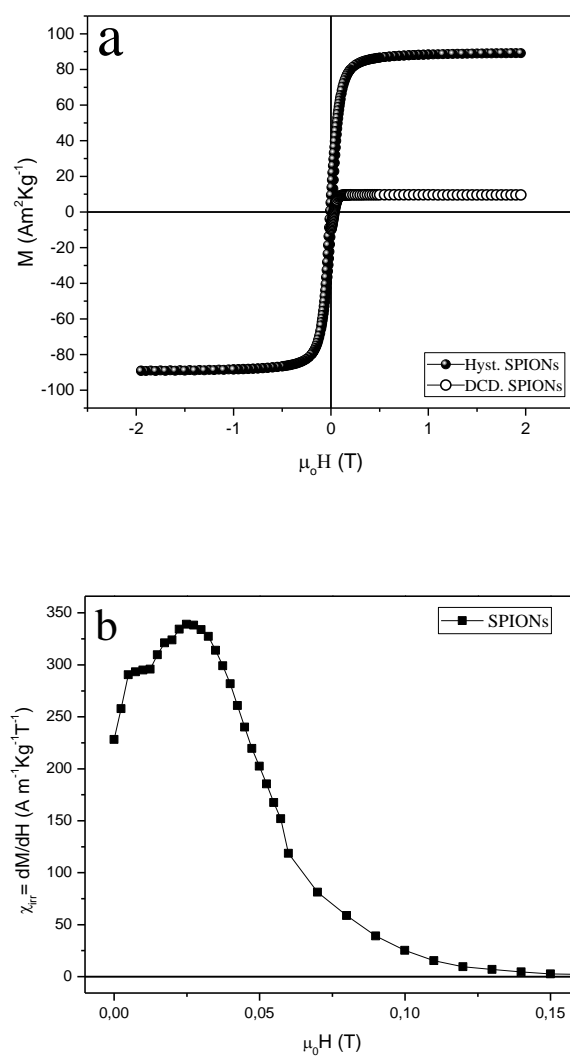 a
100
80
60
40
20
0
-20
-40
-60
-80
-100
M (Am²Kg⁻¹)
Hyst. SPIONs
DCD. SPIONs
-2 -1 0 1 2
μ₀H (T)
b
SPIONs
350
300
250
200
150
100
50
0
χᵢᵣᵣ = dM/dH (A m⁻¹Kg⁻¹T⁻¹)
0,00 0,05 0,10 0,15
μ₀H (T)